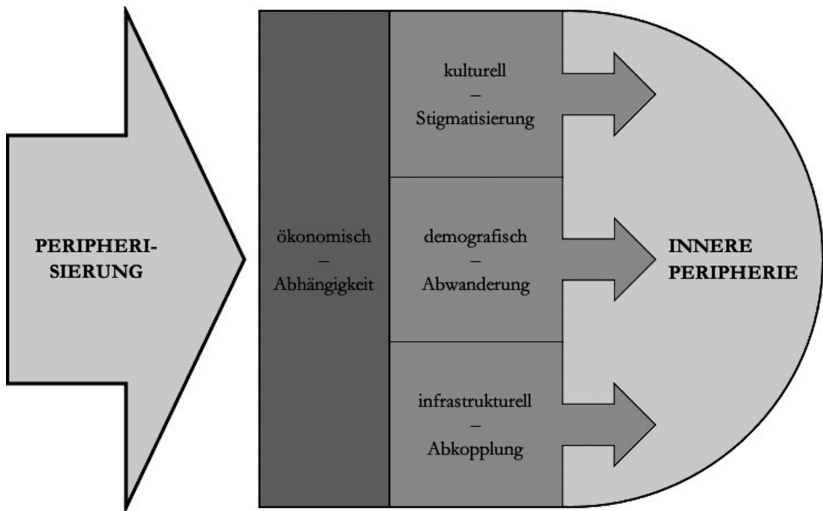 PERIPHERI-
SIERUNG
ökonomisch
–
Abhängigkeit
kulturell
–
Stigmatisierung
demografisch
–
Abwanderung
infrastrukturell
–
Abkopplung
INNERE
PERIPHERIE